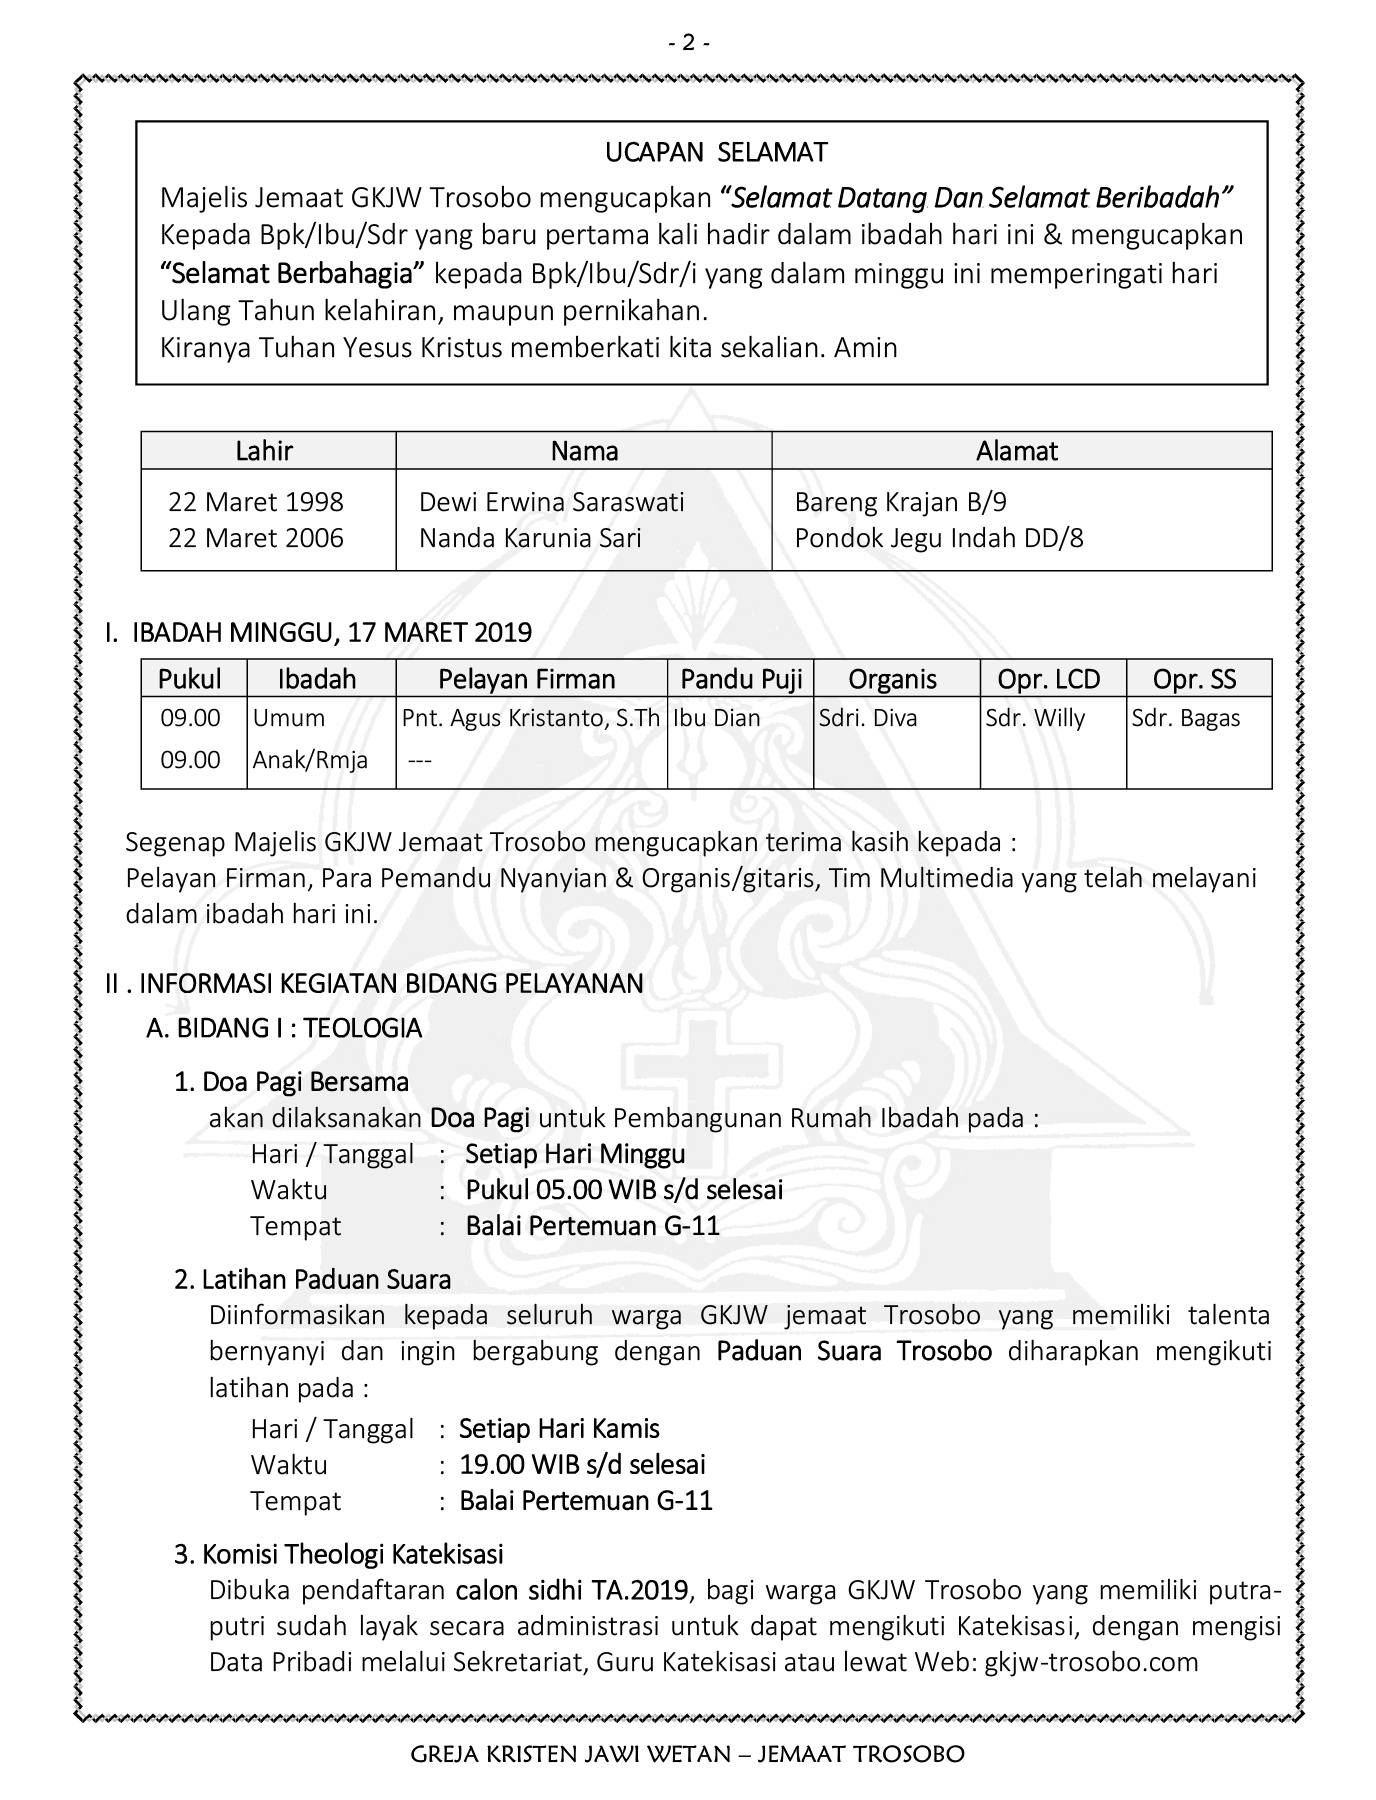 - 2 -
UCAPAN SELAMAT
Majelis Jemaat GKJW Trosobo mengucapkan “Selamat Datang Dan Selamat Beribadah”
Kepada Bpk/Ibu/Sdr yang baru pertama kali hadir dalam ibadah hari ini & mengucapkan
“Selamat Berbahagia” kepada Bpk/Ibu/Sdr/i yang dalam minggu ini memperingati hari
Ulang Tahun kelahiran, maupun pernikahan.
Kiranya Tuhan Yesus Kristus memberkati kita sekalian. Amin
Lahir Nama Alamat
22 Maret 1998 Dewi Erwina Saraswati Bareng Krajan B/9
22 Maret 2006 Nanda Karunia Sari Pondok Jegu Indah DD/8
I. IBADAH MINGGU, 17 MARET 2019
Pukul Ibadah Pelayan Firman Pandu Puji Organis Opr. LCD Opr. SS
09.00 Umum Pnt. Agus Kristanto, S.Th Ibu Dian Sdri. Diva Sdr. Willy Sdr. Bagas
09.00 Anak/Rmja ---
Segenap Majelis GKJW Jemaat Trosobo mengucapkan terima kasih kepada :
Pelayan Firman, Para Pemandu Nyanyian & Organis/gitaris, Tim Multimedia yang telah melayani
dalam ibadah hari ini.
II . INFORMASI KEGIATAN BIDANG PELAYANAN
A. BIDANG I : TEOLOGIA
1. Doa Pagi Bersama
akan dilaksanakan Doa Pagi untuk Pembangunan Rumah Ibadah pada :
Hari / Tanggal : Setiap Hari Minggu
Waktu : Pukul 05.00 WIB s/d selesai
Tempat : Balai Pertemuan G-11
2. Latihan Paduan Suara
Diinformasikan kepada seluruh warga GKJW jemaat Trosobo yang memiliki talenta
bernyanyi dan ingin bergabung dengan Paduan Suara Trosobo diharapkan mengikuti
latihan pada :
Hari / Tanggal : Setiap Hari Kamis
Waktu : 19.00 WIB s/d selesai
Tempat : Balai Pertemuan G-11
3. Komisi Theologi Katekisasi
Dibuka pendaftaran calon sidhi TA.2019, bagi warga GKJW Trosobo yang memiliki putra-
putri sudah layak secara administrasi untuk dapat mengikuti Katekisasi, dengan mengisi
Data Pribadi melalui Sekretariat, Guru Katekisasi atau lewat Web: gkjw-trosobo.com
GREJA KRISTEN JAWI WETAN – JEMAAT TROSOBO